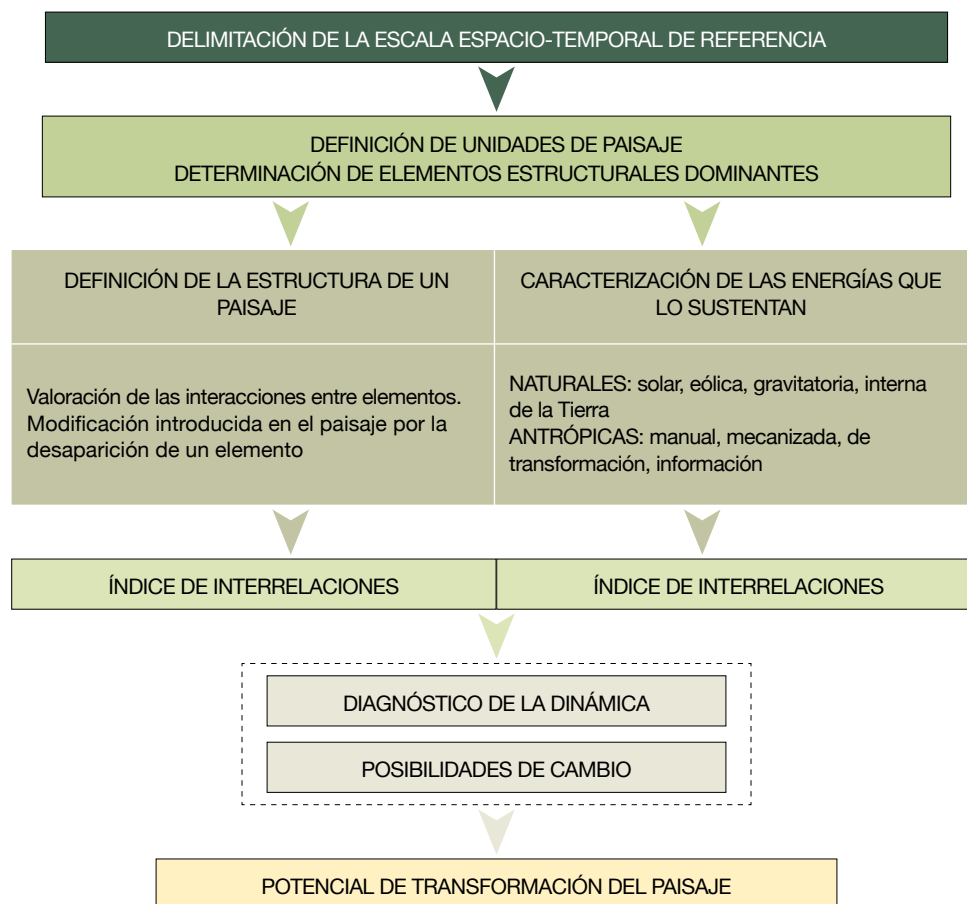 DELIMITACIÓN DE LA ESCALA ESPACIO-TEMPORAL DE REFERENCIA
DEFINICIÓN DE UNIDADES DE PAISAJE
DETERMINACIÓN DE ELEMENTOS ESTRUCTURALES DOMINANTES
DEFINICIÓN DE LA ESTRUCTURA DE UN
PAISAJE
Valoración de las interacciones entre elementos.
Modificación introducida en el paisaje por la
desaparición de un elemento
CARACTERIZACIÓN DE LAS ENERGÍAS QUE
LO SUSTENTAN
NATURALES: solar, eólica, gravitatoria, interna
de la Tierra
ANTRÓPICAS: manual, mecanizada, de
transformación, información
ÍNDICE DE INTERRELACIONES
ÍNDICE DE INTERRELACIONES
DIAGNÓSTICO DE LA DINÁMICA
POSIBILIDADES DE CAMBIO
POTENCIAL DE TRANSFORMACIÓN DEL PAISAJE